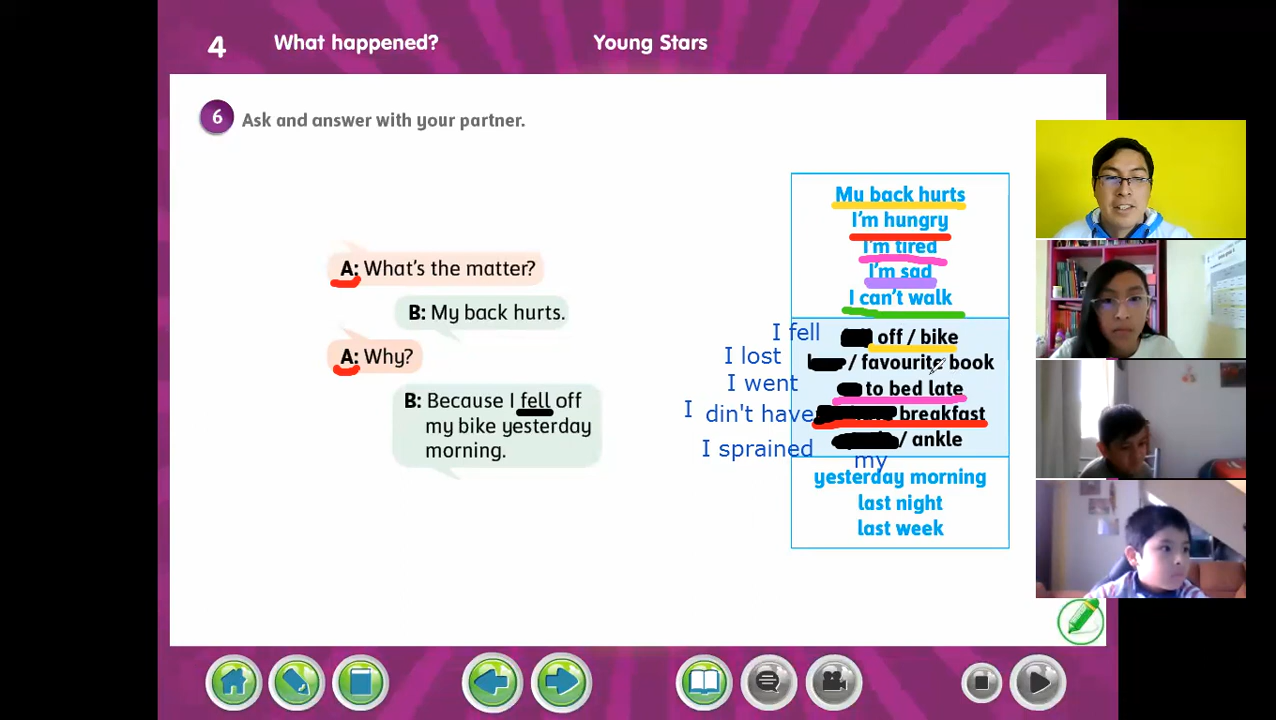 4 What happened? Young Stars
6 Ask and answer with your partner.
A: What's the matter?
B: My back hurts.
A: Why?
B: Because I fell off
my bike yesterday
morning.
Mu back hurts
I'm hungry
I'm tired
I'm sad
I can't walk
I fell off / bike
I lost / favourite book
I went to bed late
I din't have breakfast
I sprained / ankle
my
yesterday morning
last night
last week